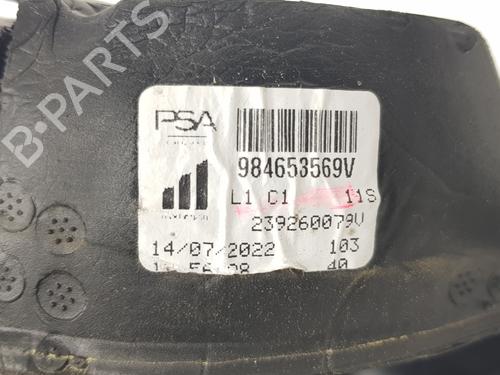 B-PARTS
PSA
984653569V
L1 C1 11S
239260079V
14/07/2022 103
40